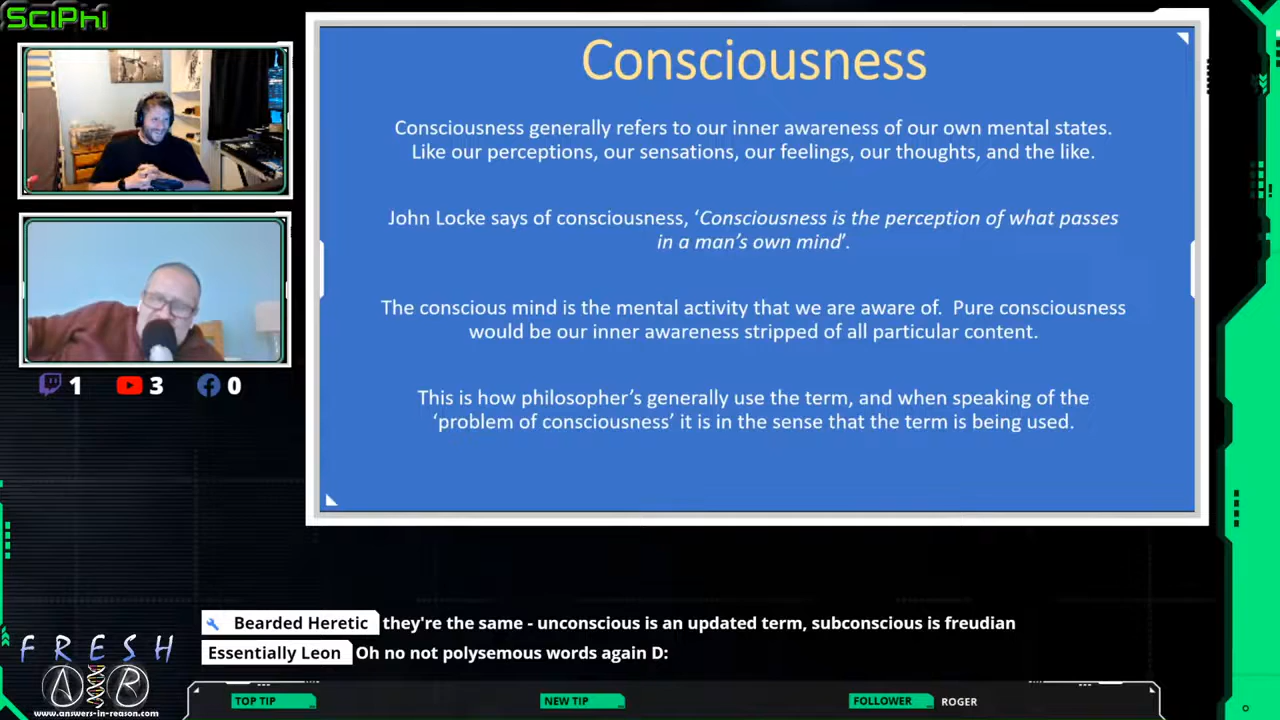 SCIPHI
Consciousness
Consciousness generally refers to our inner awareness of our own mental states.
Like our perceptions, our sensations, our feelings, our thoughts, and the like.
John Locke says of consciousness, ‘Consciousness is the perception of what passes
in a man’s own mind’.
The conscious mind is the mental activity that we are aware of. Pure consciousness
would be our inner awareness stripped of all particular content.
This is how philosopher’s generally use the term, and when speaking of the
‘problem of consciousness’ it is in the sense that the term is being used.
1 3 0
Bearded Heretic they're the same - unconscious is an updated term, subconscious is freudian
Essentially Leon Oh no not polysemous words again D:
FRESH
AiR
www.answers-in-reason.com
TOP TIP NEW TIP FOLLOWER ROGER